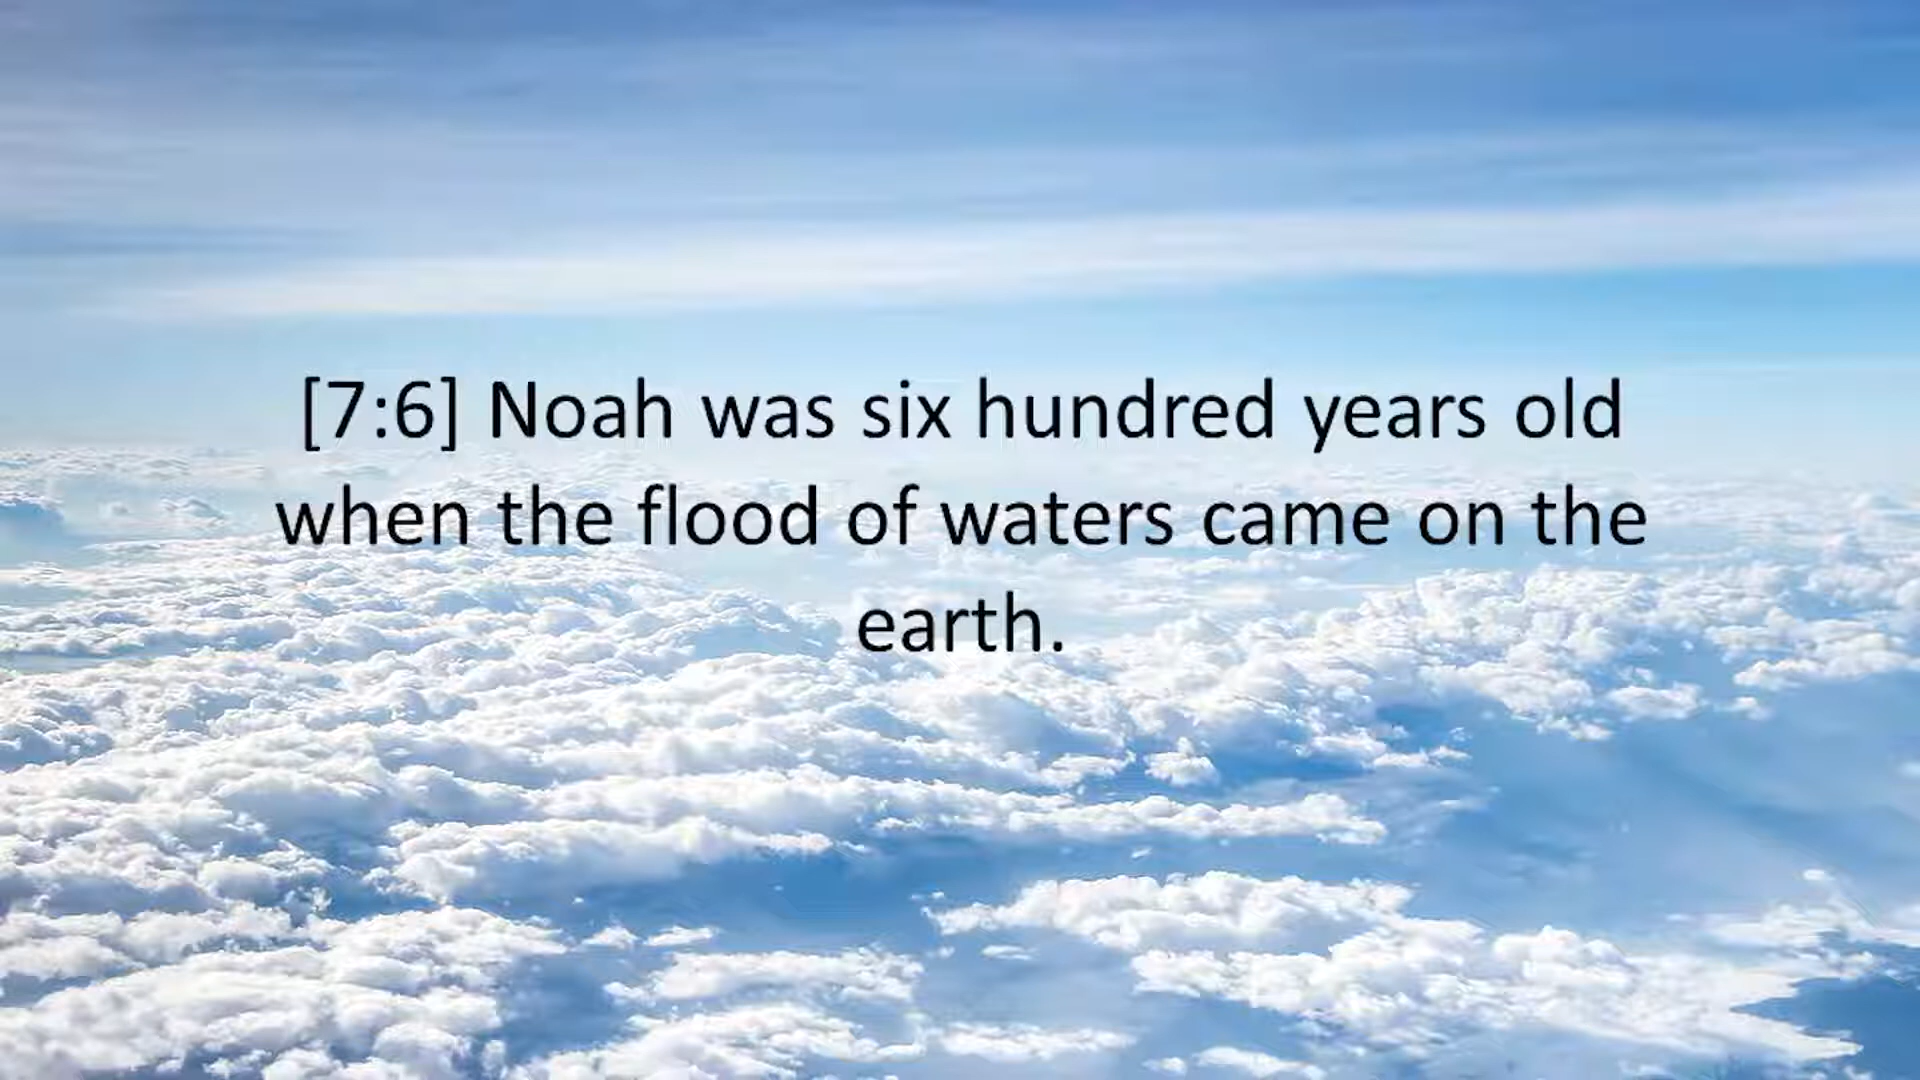 [7:6] Noah was six hundred years old
when the flood of waters came on the
earth.